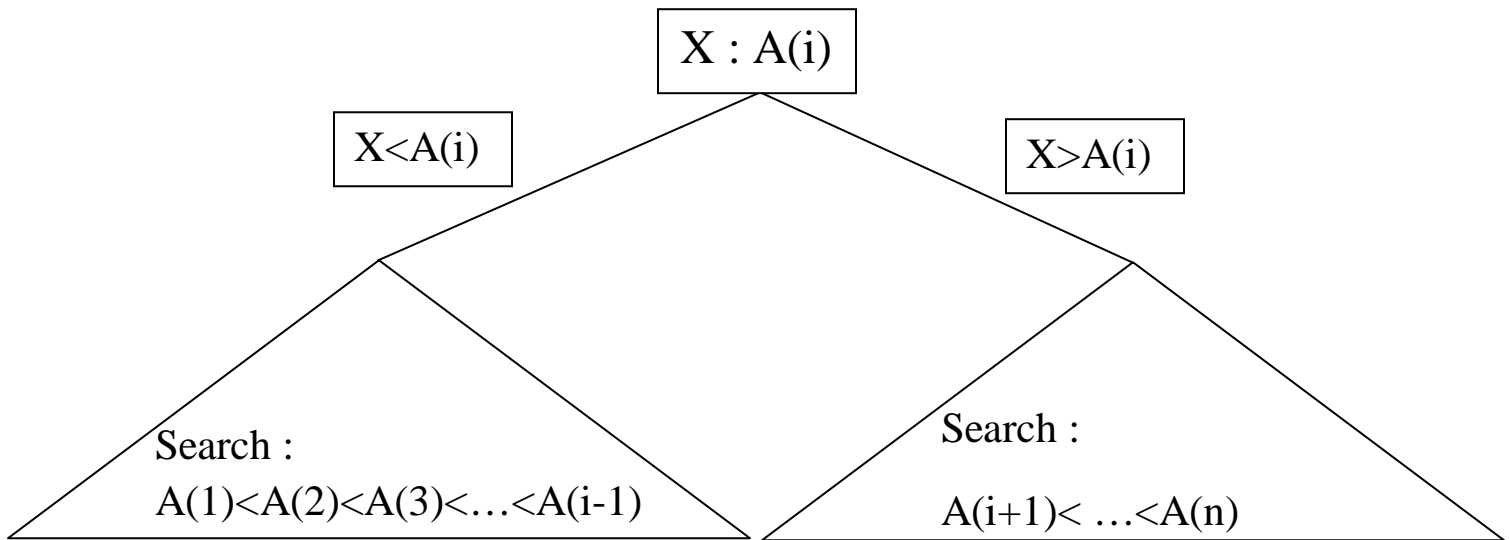 X : A(i)
X<A(i)
X>A(i)
Search :
A(1)<A(2)<A(3)<…<A(i-1)
Search :
A(i+1)< …<A(n)